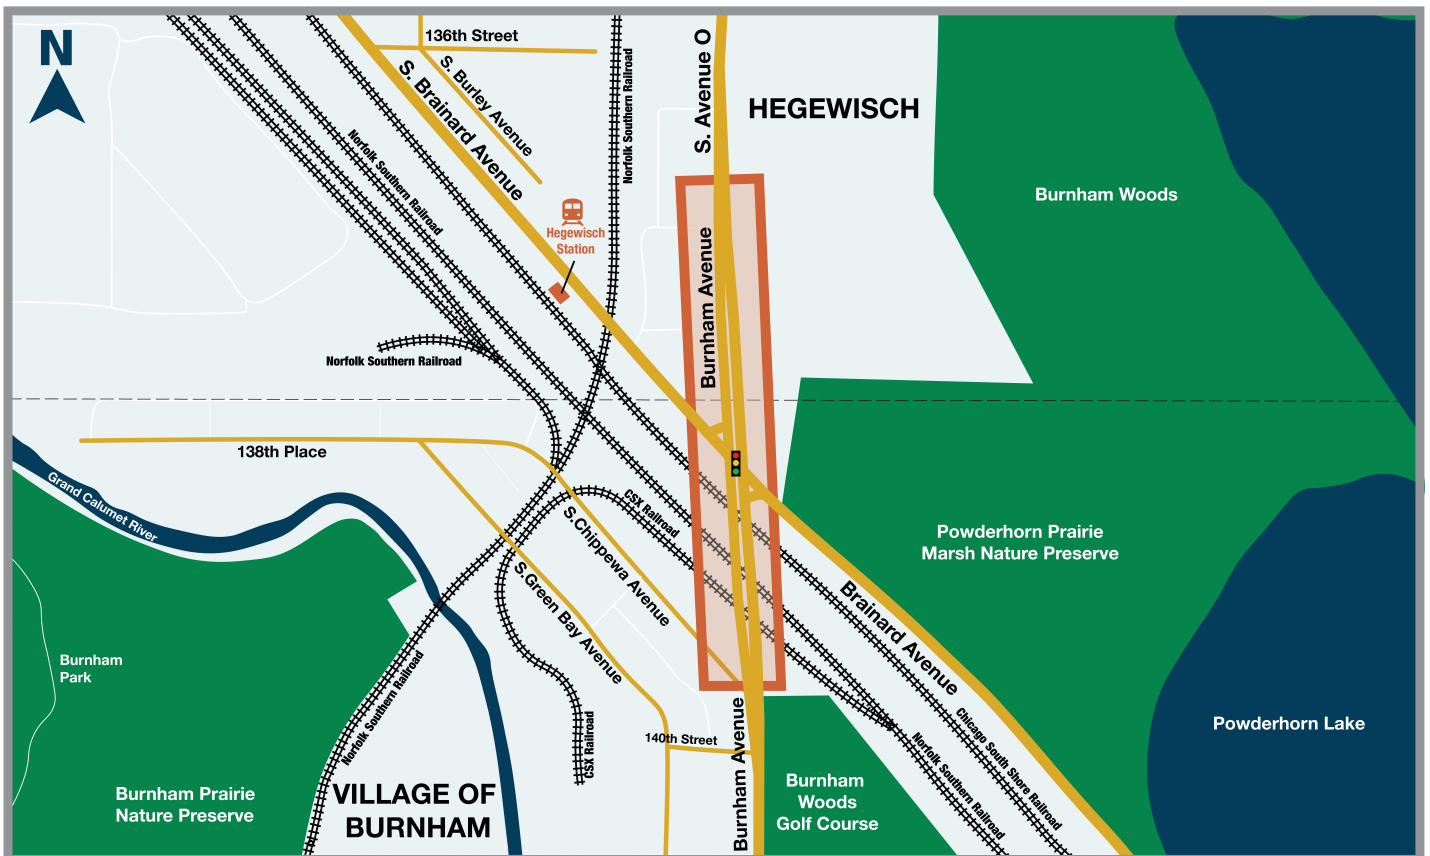 N
136th Street
S. Burley Avenue
S. Brainard Avenue
Norfolk Southern Railroad
S. Avenue O
HEGEWISCH
Norfolk Southern Railroad
Burnham Woods
Hegewisch
Station
Burnham Avenue
Norfolk Southern Railroad
138th Place
Grand Calumet River
CSX Railroad
S.Chippewa Avenue
Powderhorn Prairie
Marsh Nature Preserve
S.Green Bay Avenue
Brainard Avenue
Burnham
Park
Norfolk Southern Railroad
CSX Railroad
140th Street
Burnham Avenue
Chicago South Shore Railroad
Norfolk Southern Railroad
Powderhorn Lake
Burnham Prairie
Nature Preserve
VILLAGE OF
BURNHAM
Burnham
Woods
Golf Course